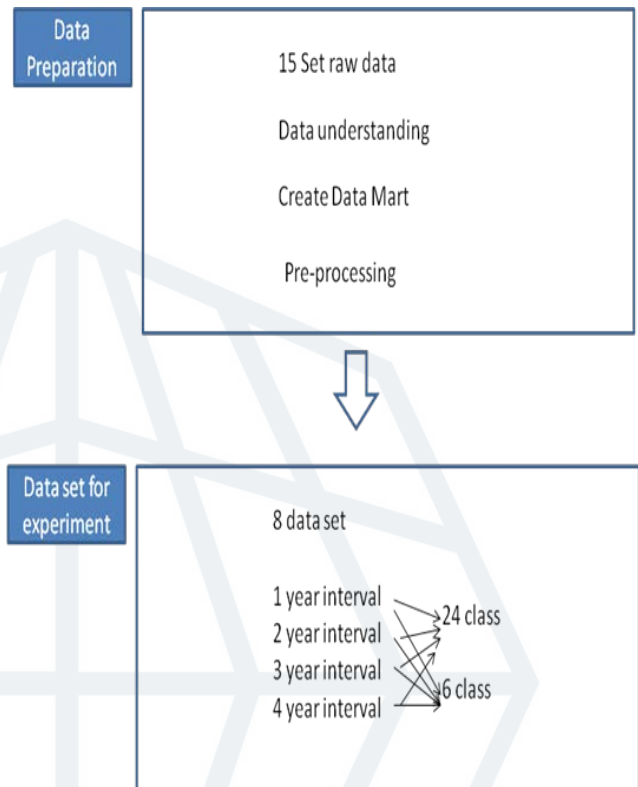 Data
Preparation
15 Set raw data
Data understanding
Create Data Mart
Pre-processing
Data set for
experiment
8 data set
1 year interval
2 year interval
3 year interval
4 year interval
24 class
6 class